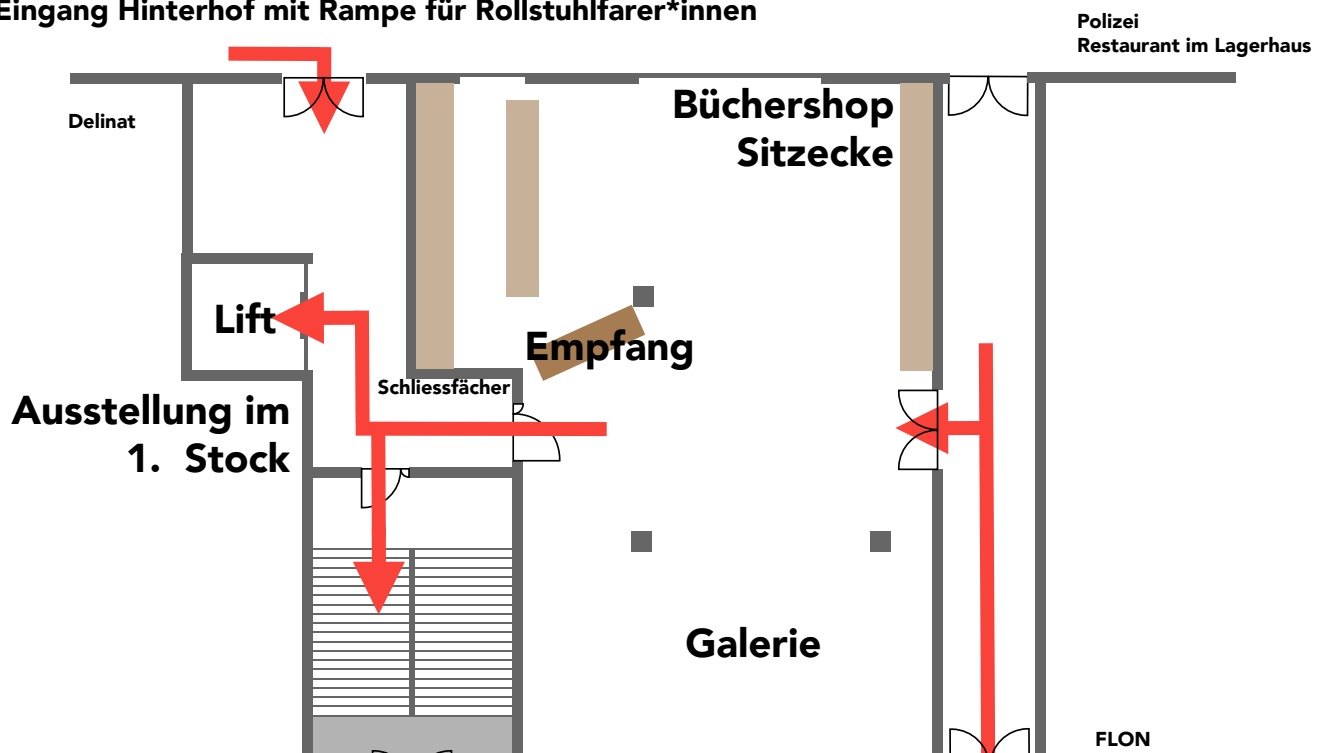 Eingang Hinterhof mit Rampe für Rollstuhlfarer*innen
Polizei
Restaurant im Lagerhaus
Delinat
Büchershop
Sitzecke
Lift
Empfang
Schliessfächer
Ausstellung im
1. Stock
Galerie
FLON